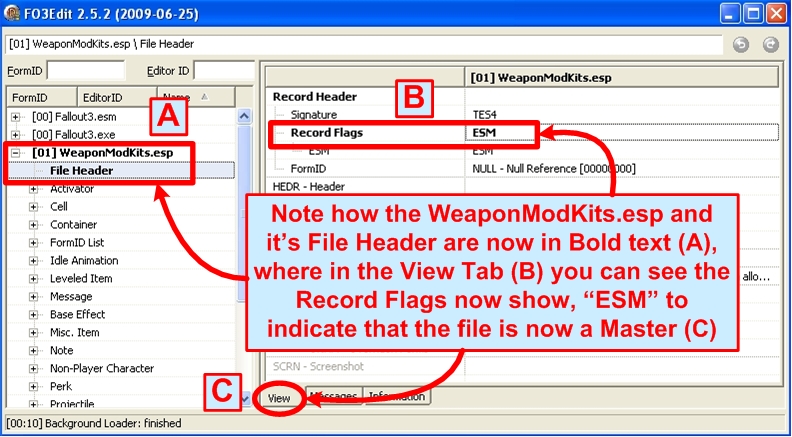 FO3Edit 2.5.2 (2009-06-25)
[01] WeaponModKits.esp \ File Header
FormID
Editor ID
FormID EditorID Name
[00] Fallout3.esm
[00] Fallout3.exe
[01] WeaponModKits.esp
File Header
Activator
Cell
Container
FormID List
Idle Animation
Leveled Item
Message
Base Effect
Misc. Item
Note
Non-Player Character
Perk
Projectile
A
B
[01] WeaponModKits.esp
Record Header
Signature TES4
Record Flags ESM
ESM ESM
FormID NULL - Null Reference [00000000]
HEDR - Header
allo...
Note how the WeaponModKits.esp and
it’s File Header are now in Bold text (A),
where in the View Tab (B) you can see the
Record Flags now show, “ESM” to
indicate that the file is now a Master (C)
SCRN - Screenshot
C
View Messages Information
[00:10] Background Loader: finished